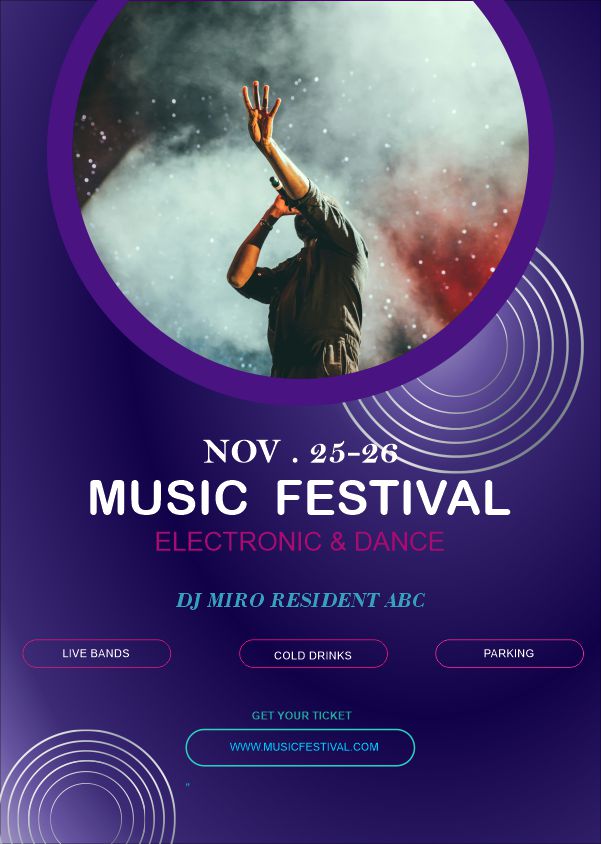 NOV . 25-26
MUSIC FESTIVAL
ELECTRONIC & DANCE
DJ MIRO RESIDENT ABC
LIVE BANDS
COLD DRINKS
PARKING
GET YOUR TICKET
WWW.MUSICFESTIVAL.COM
"